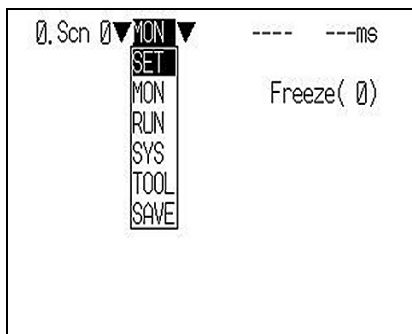 0.Scn 0▼MON ▼ ---- ---ms
SET
MON Freeze( 0)
RUN
SYS
TOOL
SAVE